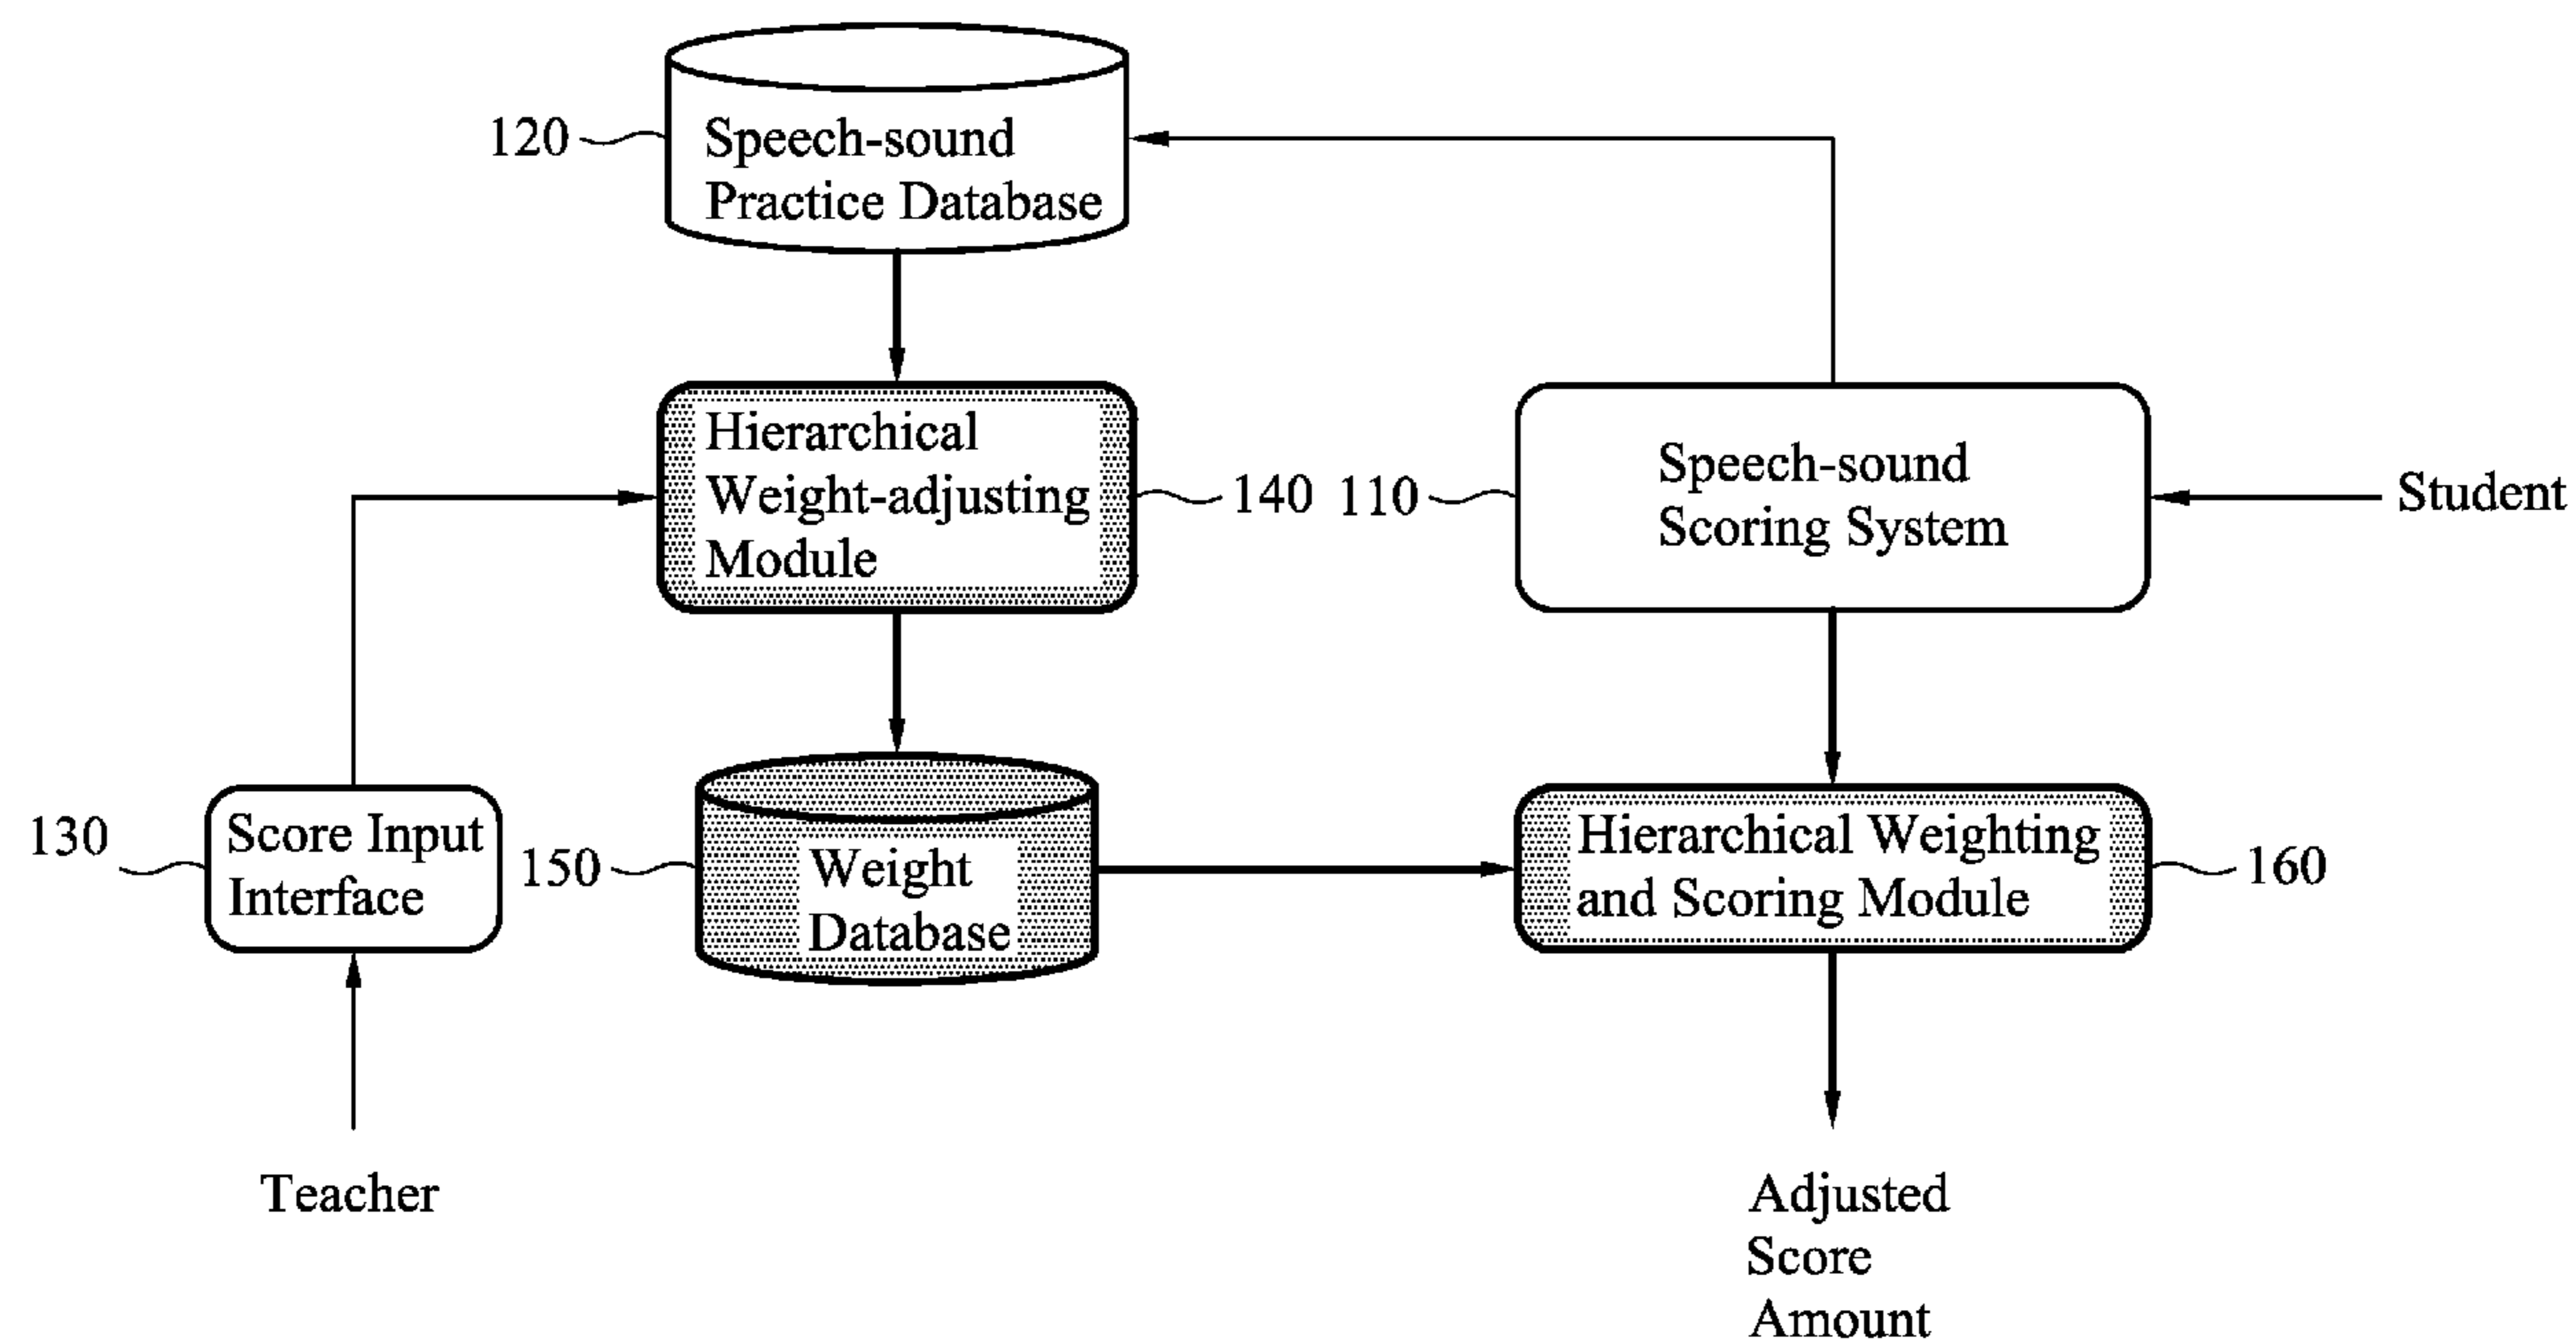 120
Speech-sound
Practice Database
Hierarchical
Weight-adjusting
Module
140
110
Speech-sound
Scoring System
Student
130
Score Input
Interface
150
Weight
Database
Hierarchical Weighting
and Scoring Module
160
Teacher
Adjusted
Score
Amount